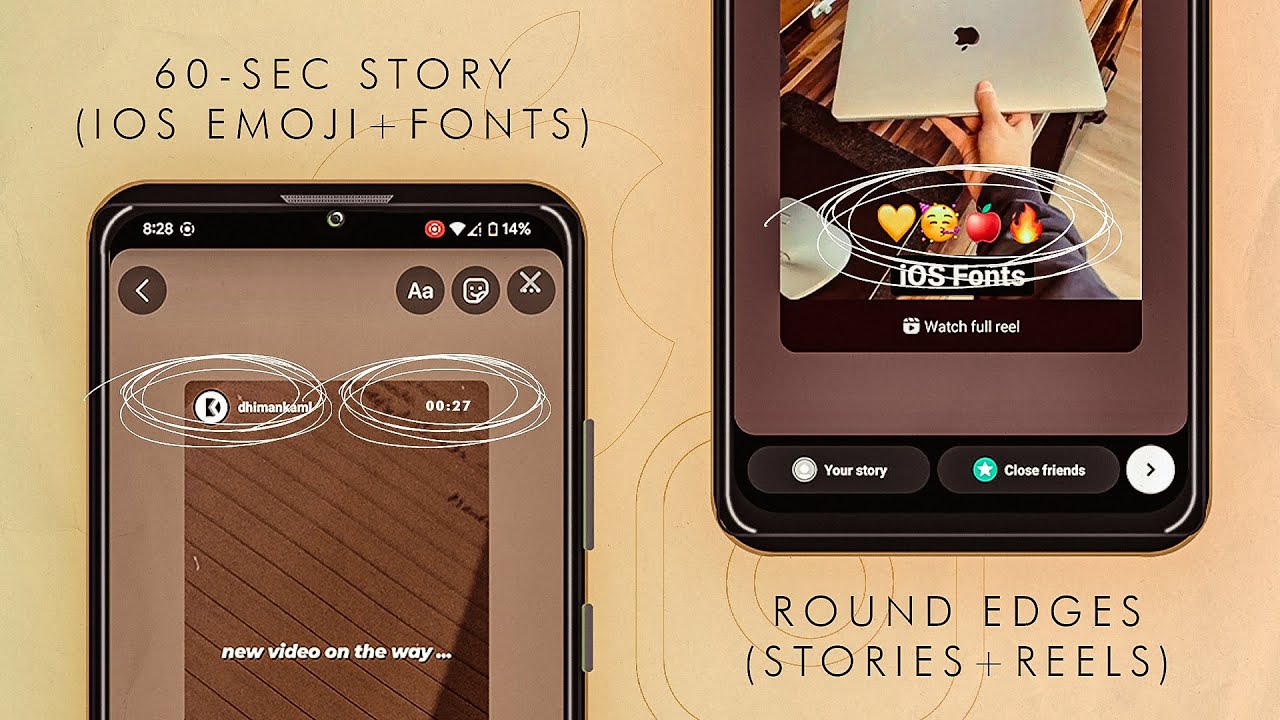 60-SEC STORY
(IOS EMOJI+FONTS)
8:28
14%
Aa
dhimankaml
00:27
new video on the way ...
iOS Fonts
Watch full reel
Your story
Close friends
ROUND EDGES
(STORIES+REELS)